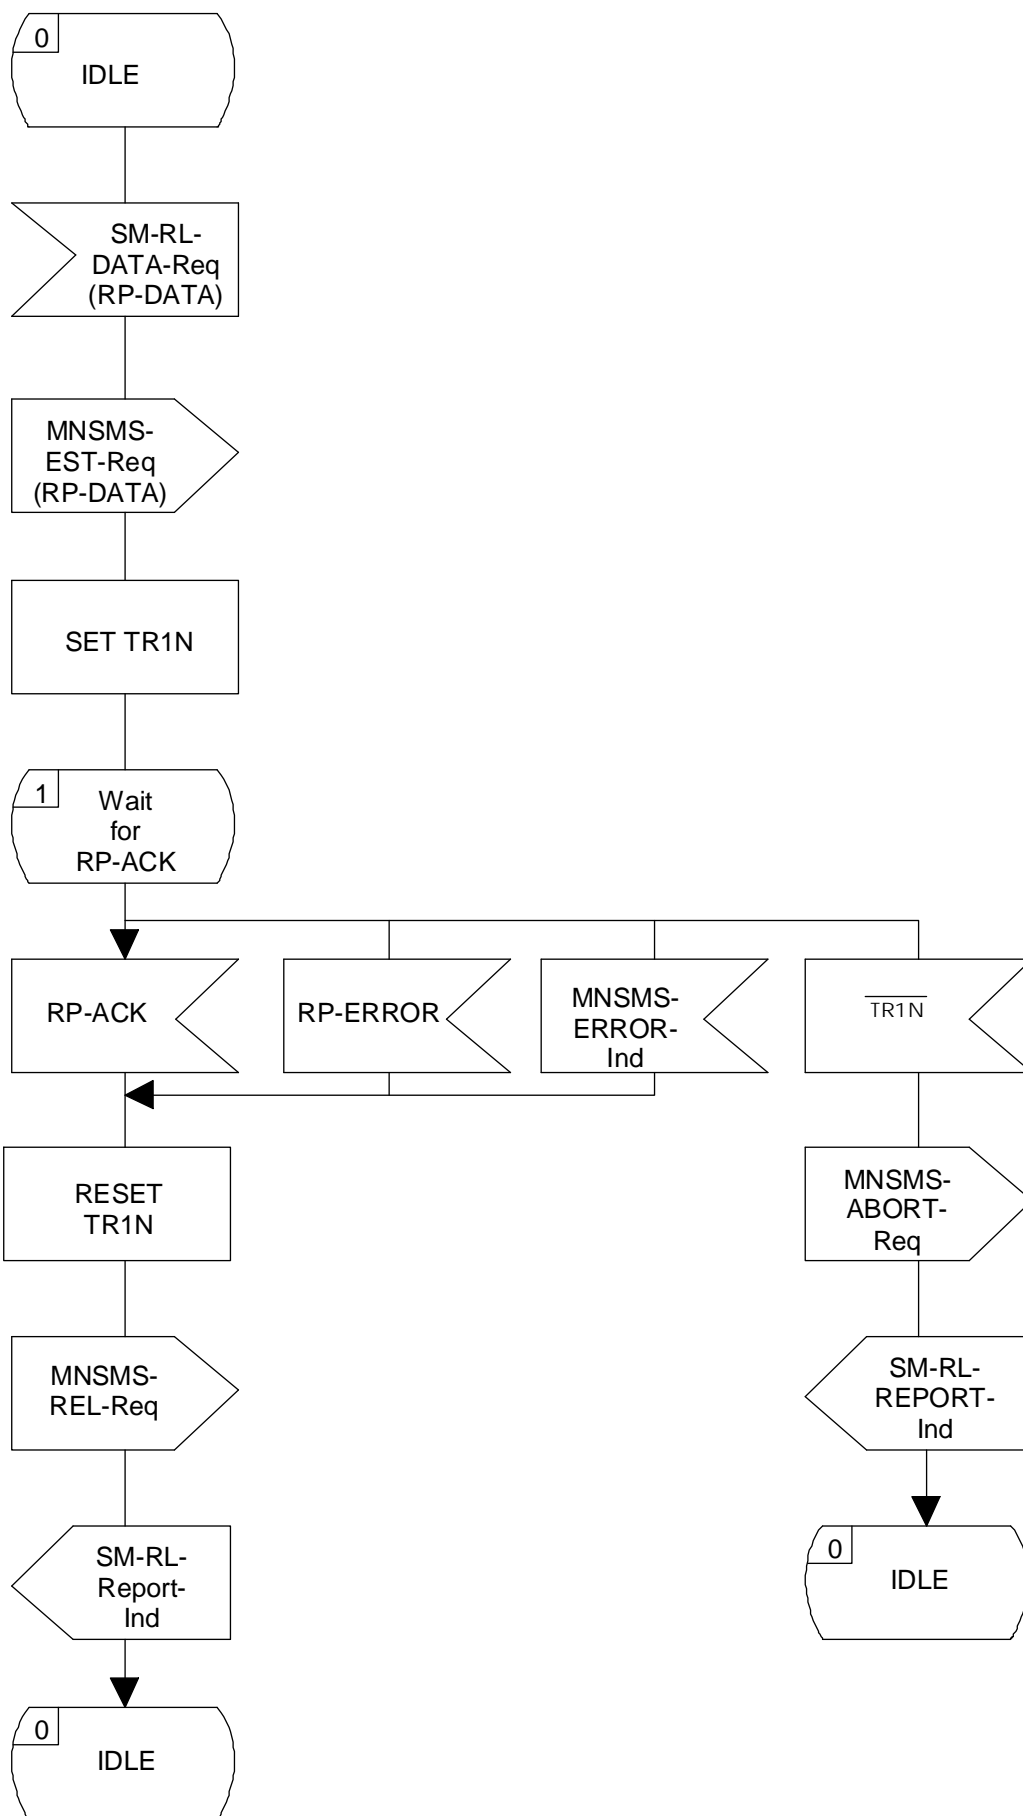 0
IDLE
SM-RL-
DATA-Req
(RP-DATA)
MNSMS-
EST-Req
(RP-DATA)
SET TR1N
1
Wait
for
RP-ACK
RP-ACK
RP-ERROR
MNSMS-
ERROR-
Ind
TR1N
RESET
TR1N
MNSMS-
ABORT-
Req
MNSMS-
REL-Req
SM-RL-
REPORT-
Ind
SM-RL-
Report-
Ind
0
IDLE
0
IDLE